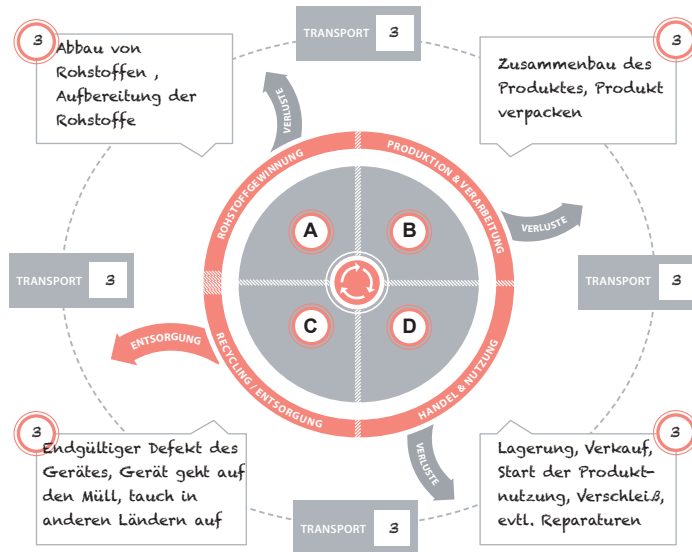 TRANSPORT 3
3
Abbau von
Rohstoffen ,
Aufbereitung der
Rohstoffe
3
Zusammenbau des
Produktes, Produkt
verpacken
VERLUSTE
ROHSTOFFGEWINNUNG
PRODUKTION & VERARBEITUNG
A
B
VERLUSTE
TRANSPORT 3
TRANSPORT 3
C
D
ENTSORGUNG
RECYCLING / ENTSORGUNG
HANDEL & NUTZUNG
VERLUSTE
3
Endgültiger Defekt des
Gerätes, Gerät geht auf
den Müll, tauch in
anderen Ländern auf
3
Lagerung, Verkauf,
Start der Produkt-
nutzung, Verschleiß,
evtl. Reparaturen
TRANSPORT 3